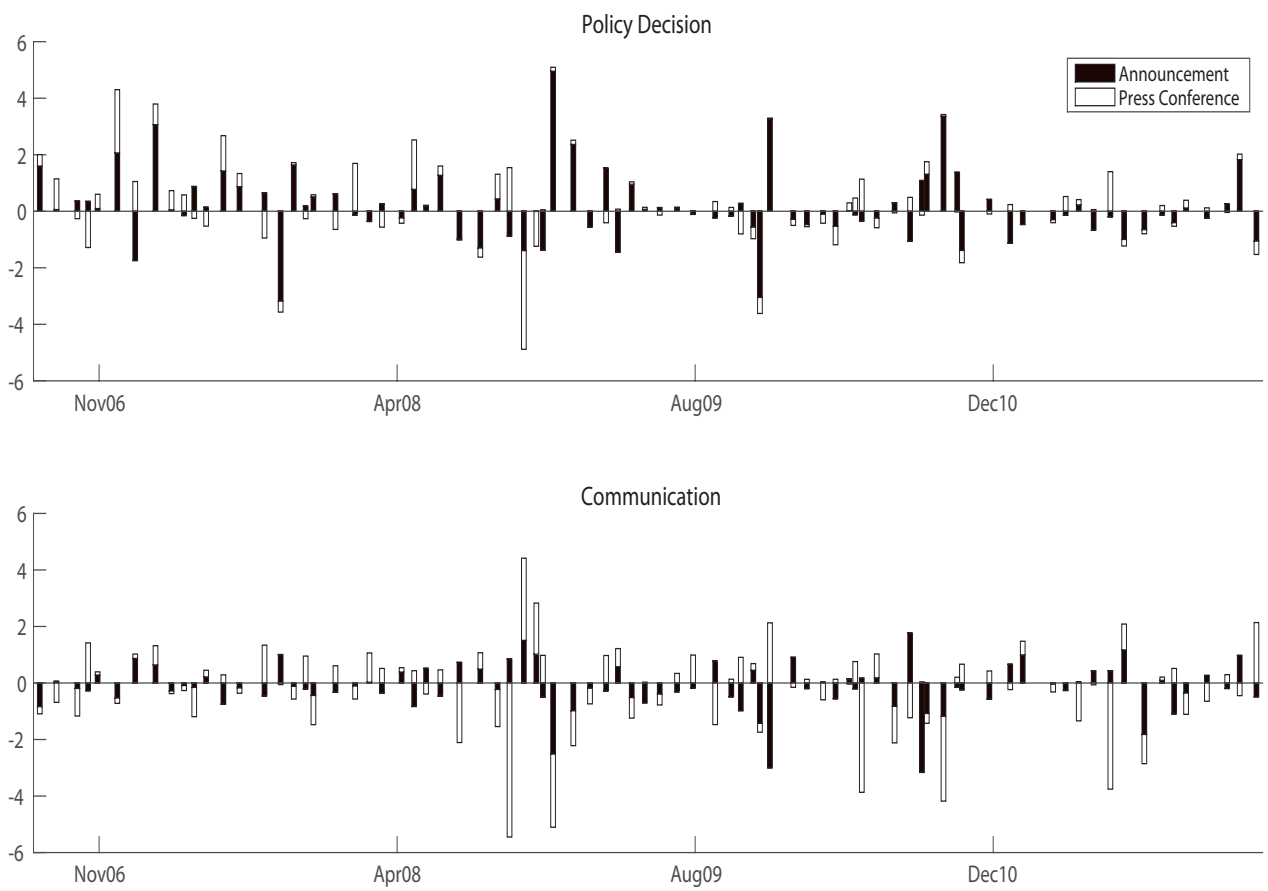 Policy Decision
6
4
2
0
-2
-4
-6
Announcement
Press Conference
Nov06 Apr08 Aug09 Dec10
Communication
6
4
2
0
-2
-4
-6
Nov06 Apr08 Aug09 Dec10